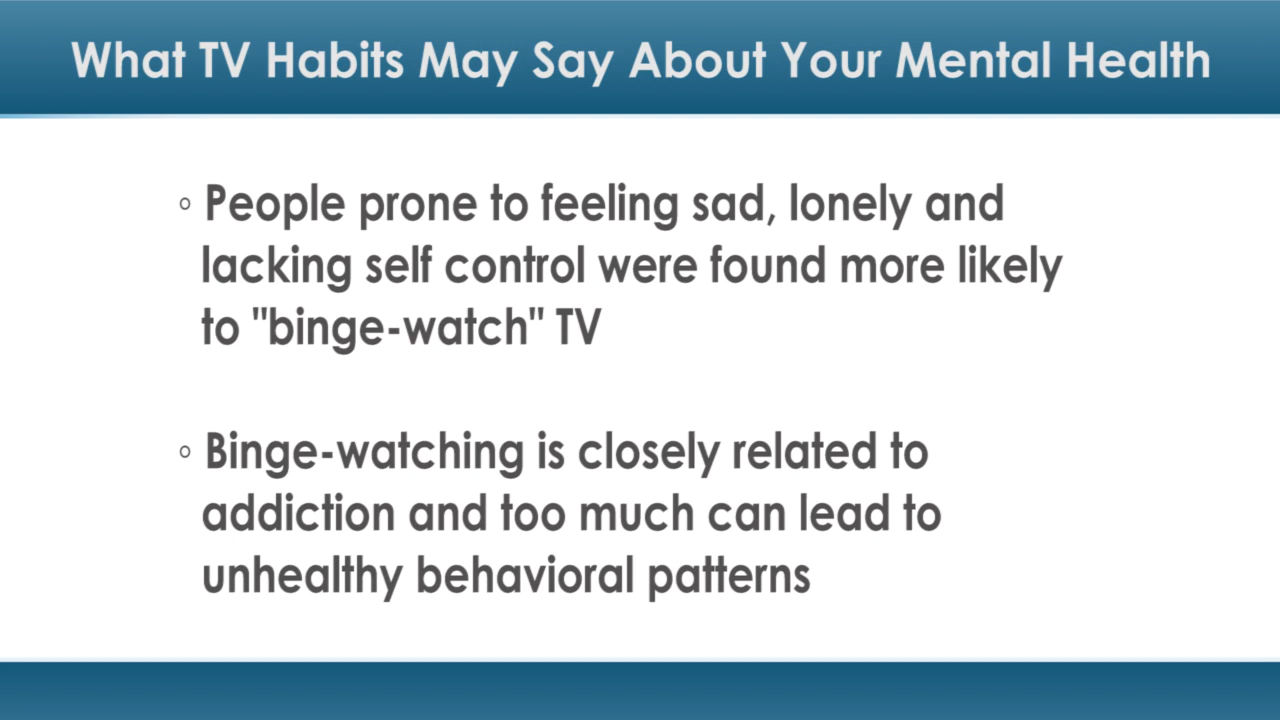 What TV Habits May Say About Your Mental Health
◦ People prone to feeling sad, lonely and
lacking self control were found more likely
to "binge-watch" TV
◦ Binge-watching is closely related to
addiction and too much can lead to
unhealthy behavioral patterns